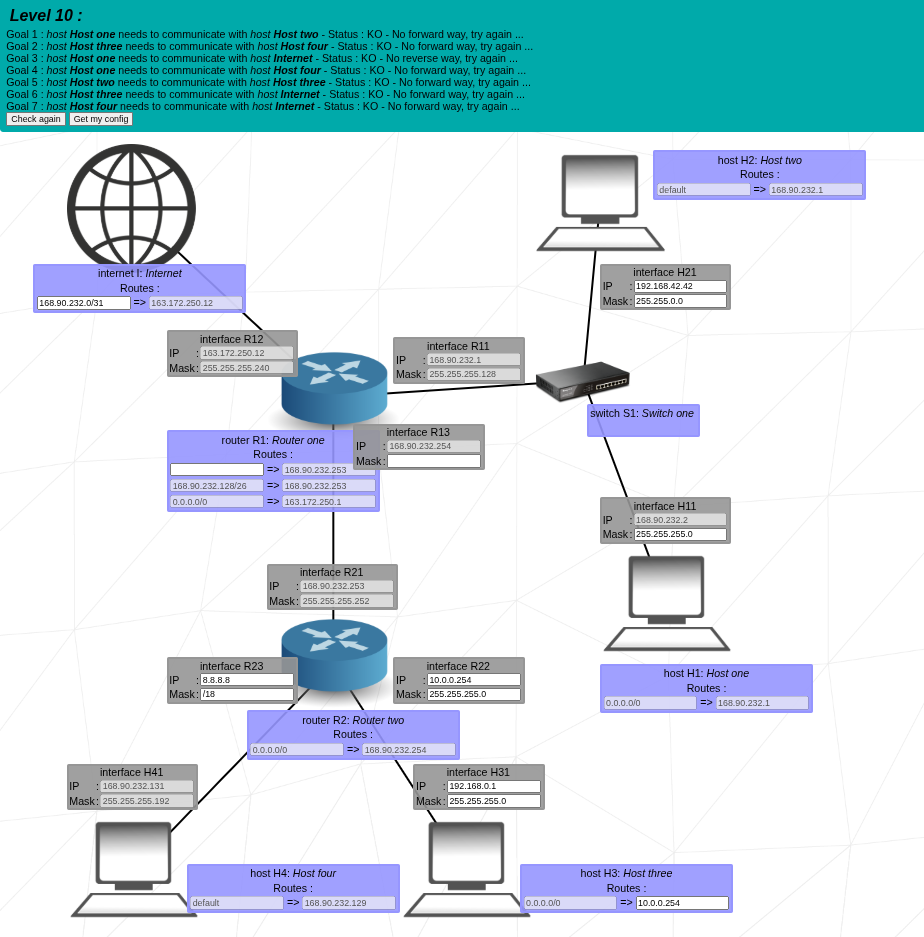 Level 10 :
Goal 1 : host Host one needs to communicate with host Host two - Status : KO - No forward way, try again ...
Goal 2 : host Host three needs to communicate with host Host four - Status : KO - No forward way, try again ...
Goal 3 : host Host one needs to communicate with host Internet - Status : KO - No reverse way, try again ...
Goal 4 : host Host one needs to communicate with host Host four - Status : KO - No forward way, try again ...
Goal 5 : host Host two needs to communicate with host Host three - Status : KO - No forward way, try again ...
Goal 6 : host Host three needs to communicate with host Internet - Status : KO - No forward way, try again ...
Goal 7 : host Host four needs to communicate with host Internet - Status : KO - No forward way, try again ...
Check again Get my config
host H2: Host two
Routes :
default => 168.90.232.1
internet I: Internet
Routes :
168.90.232.0/31 => 163.172.250.12
interface H21
IP : 192.168.42.42
Mask : 255.255.0.0
interface R12
IP : 163.172.250.12
Mask : 255.255.255.240
interface R11
IP : 168.90.232.1
Mask : 255.255.255.128
switch S1: Switch one
interface R13
IP : 168.90.232.254
Mask :
router R1: Router one
Routes :
=> 168.90.232.253
168.90.232.128/26 => 168.90.232.253
0.0.0.0/0 => 163.172.250.1
interface H11
IP : 168.90.232.2
Mask : 255.255.255.0
interface R21
IP : 168.90.232.253
Mask : 255.255.255.252
interface R23
IP : 8.8.8.8
Mask : /18
interface R22
IP : 10.0.0.254
Mask : 255.255.255.0
host H1: Host one
Routes :
0.0.0.0/0 => 168.90.232.1
router R2: Router two
Routes :
0.0.0.0/0 => 168.90.232.254
interface H41
IP : 168.90.232.131
Mask : 255.255.255.192
interface H31
IP : 192.168.0.1
Mask : 255.255.255.0
host H4: Host four
Routes :
default => 168.90.232.129
host H3: Host three
Routes :
0.0.0.0/0 => 10.0.0.254